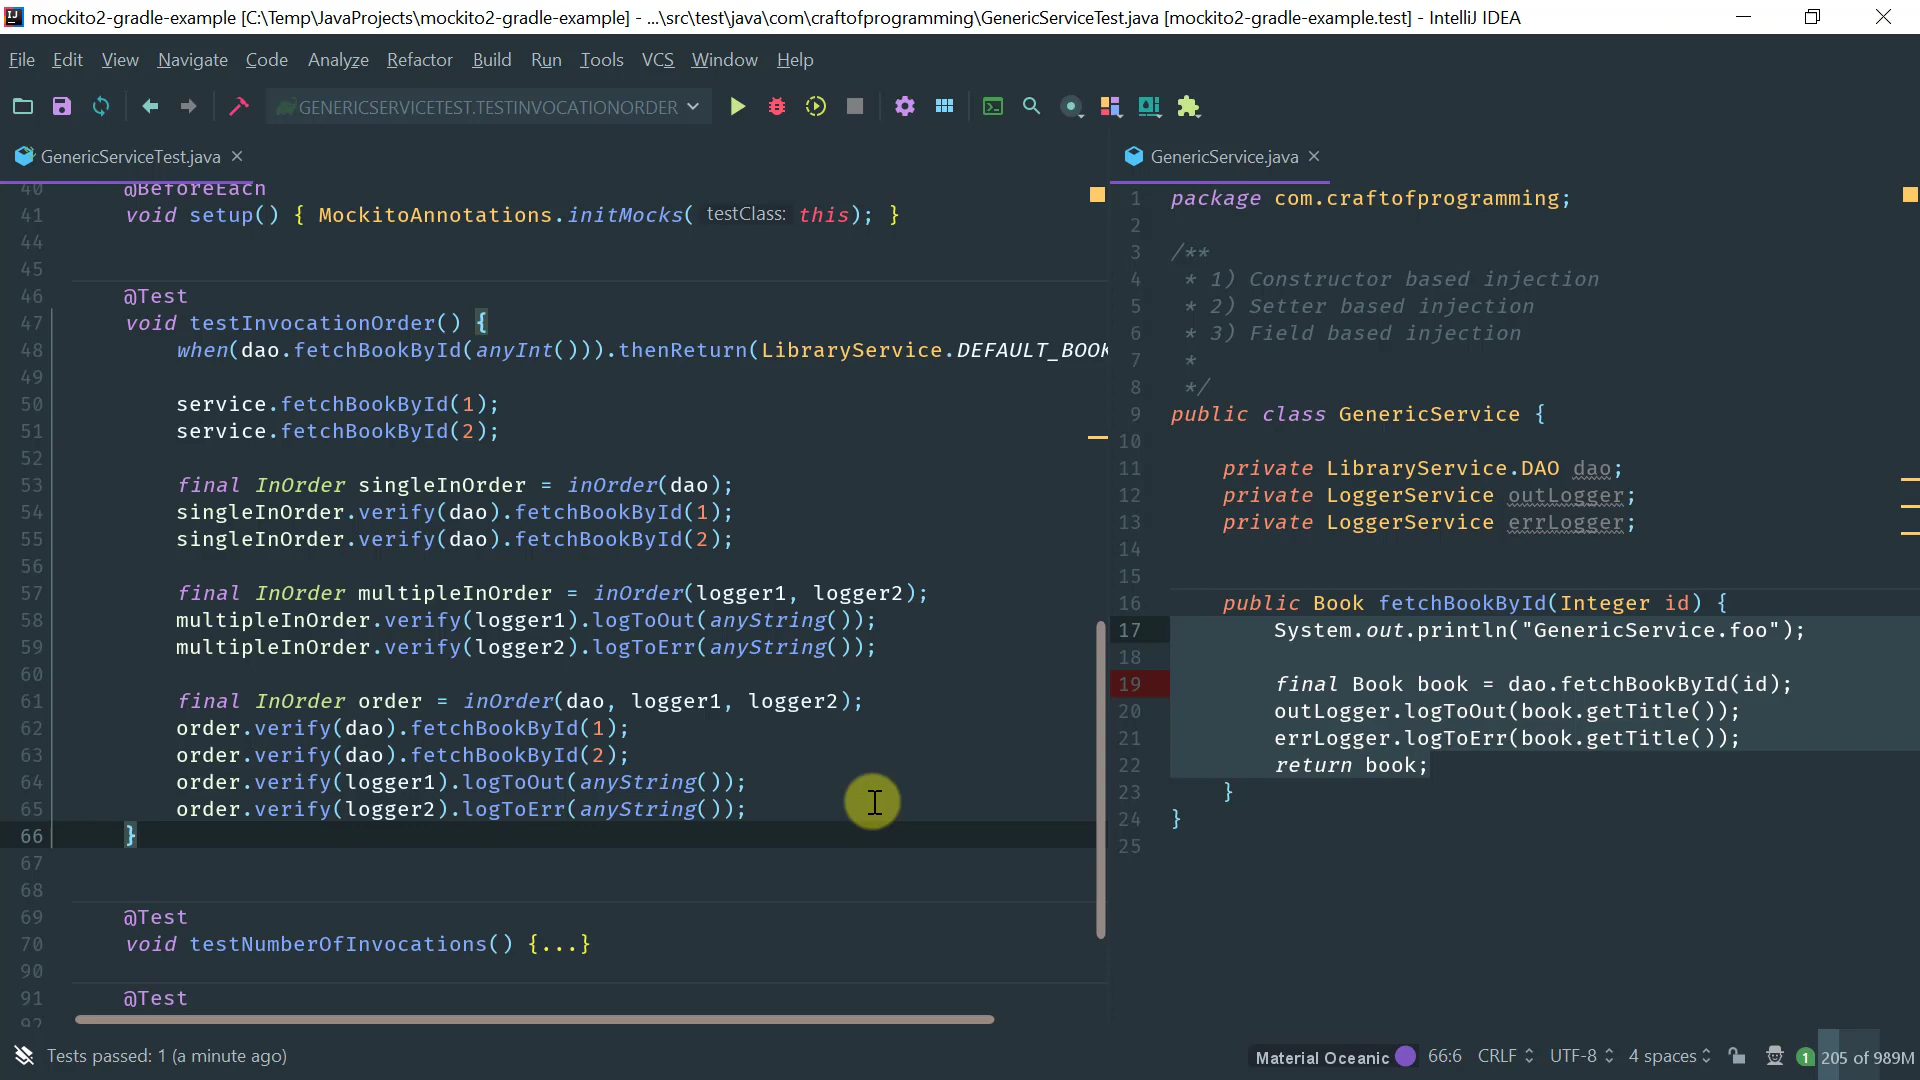 mockito2-gradle-example [C:\Temp\JavaProjects\mockito2-gradle-example] - ...\src\test\java\com\craftofprogramming\GenericServiceTest.java [mockito2-gradle-example.test] - IntelliJ IDEA
File Edit View Navigate Code Analyze Refactor Build Run Tools VCS Window Help
GENERICSERVICETEST.TESTINVOCATIONORDER
GenericServiceTest.java
40 @BeforeEach
41 void setup() { MockitoAnnotations.initMocks( testClass: this); }
44
45
46 @Test
47 void testInvocationOrder() {
48 when(dao.fetchBookById(anyInt())).thenReturn(LibraryService.DEFAULT_BOOK
49
50 service.fetchBookById(1);
51 service.fetchBookById(2);
52
53 final InOrder singleInOrder = inOrder(dao);
54 singleInOrder.verify(dao).fetchBookById(1);
55 singleInOrder.verify(dao).fetchBookById(2);
56
57 final InOrder multipleInOrder = inOrder(logger1, logger2);
58 multipleInOrder.verify(logger1).logToOut(anyString());
59 multipleInOrder.verify(logger2).logToErr(anyString());
60
61 final InOrder order = inOrder(dao, logger1, logger2);
62 order.verify(dao).fetchBookById(1);
63 order.verify(dao).fetchBookById(2);
64 order.verify(logger1).logToOut(anyString());
65 order.verify(logger2).logToErr(anyString());
66 }
67
68
69 @Test
70 void testNumberOfInvocations() {...}
90
91 @Test
92
GenericService.java
1 package com.craftofprogramming;
2
3 /**
4 * 1) Constructor based injection
5 * 2) Setter based injection
6 * 3) Field based injection
7 *
8 */
9 public class GenericService {
10
11 private LibraryService.DAO dao;
12 private LoggerService outLogger;
13 private LoggerService errLogger;
14
15
16 public Book fetchBookById(Integer id) {
17 System.out.println("GenericService.foo");
18
19 final Book book = dao.fetchBookById(id);
20 outLogger.logToOut(book.getTitle());
21 errLogger.logToErr(book.getTitle());
22 return book;
23 }
24 }
25
Tests passed: 1 (a minute ago)
Material Oceanic 66:6 CRLF UTF-8 4 spaces 1 205 of 989M